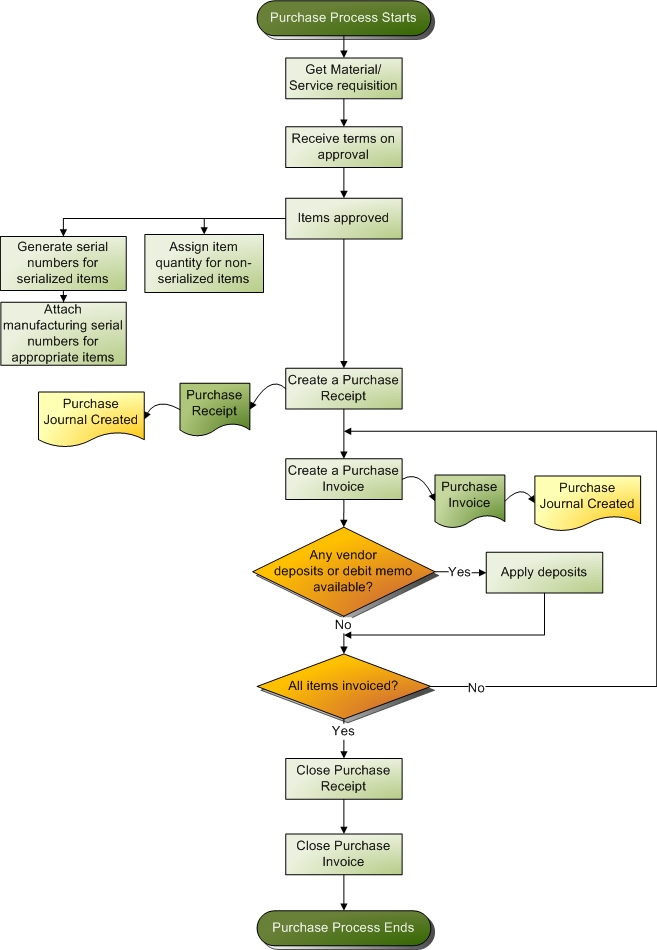 Purchase Process Starts
Get Material/
Service requisition
Receive terms on
approval
Items approved
Generate serial
numbers for
serialized items
Assign item
quantity for non-
serialized items
Attach
manufacturing serial
numbers for
appropriate items
Create a Purchase
Receipt
Purchase
Receipt
Purchase
Journal Created
Create a Purchase
Invoice
Purchase
Invoice
Purchase
Journal Created
Any vendor
deposits or debit memo
available?
Yes
Apply deposits
No
All items invoiced?
No
Yes
Close Purchase
Receipt
Close Purchase
Invoice
Purchase Process Ends